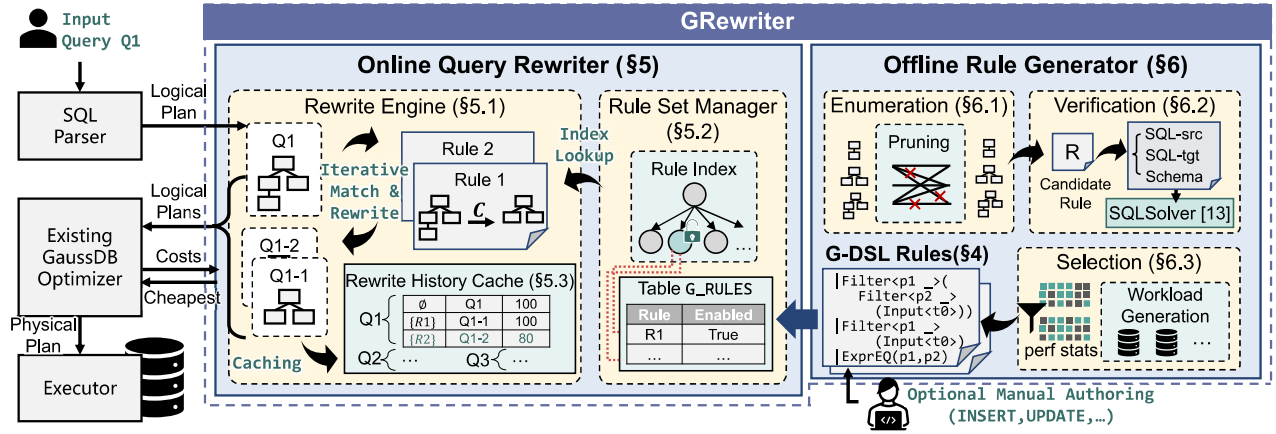 Input
Query Q1
GRewriter
SQL
Parser
Logical
Plan
Logical
Plans
Existing
GaussDB
Optimizer
Costs
Cheapest
Physical
Plan
Executor
Online Query Rewriter (§5)
Rewrite Engine (§5.1)
Q1
Iterative
Match &
Rewrite
Rule 2
Rule 1
C
Q1-2
Q1-1
Caching
Rewrite History Cache (§5.3)
Q1
∅ Q1 100
{R1} Q1-1 100
{R2} Q1-2 80
Q2 ... Q3 ...
Index
Lookup
Rule Set Manager
(§5.2)
Rule Index
...
Table G_RULES
Rule Enabled
R1 True
... ...
Offline Rule Generator (§6)
Enumeration (§6.1)
Pruning
Verification (§6.2)
R
Candidate
Rule
SQL-src
SQL-tgt
Schema
SQLSolver [13]
G-DSL Rules(§4)
Filter<p1 _>(
Filter<p2 _>
(Input<t0>))
Filter<p1 _>
(Input<t0>)
ExprEQ(p1,p2)
Selection (§6.3)
perf stats
Workload
Generation
...
Optional Manual Authoring
(INSERT,UPDATE,…)